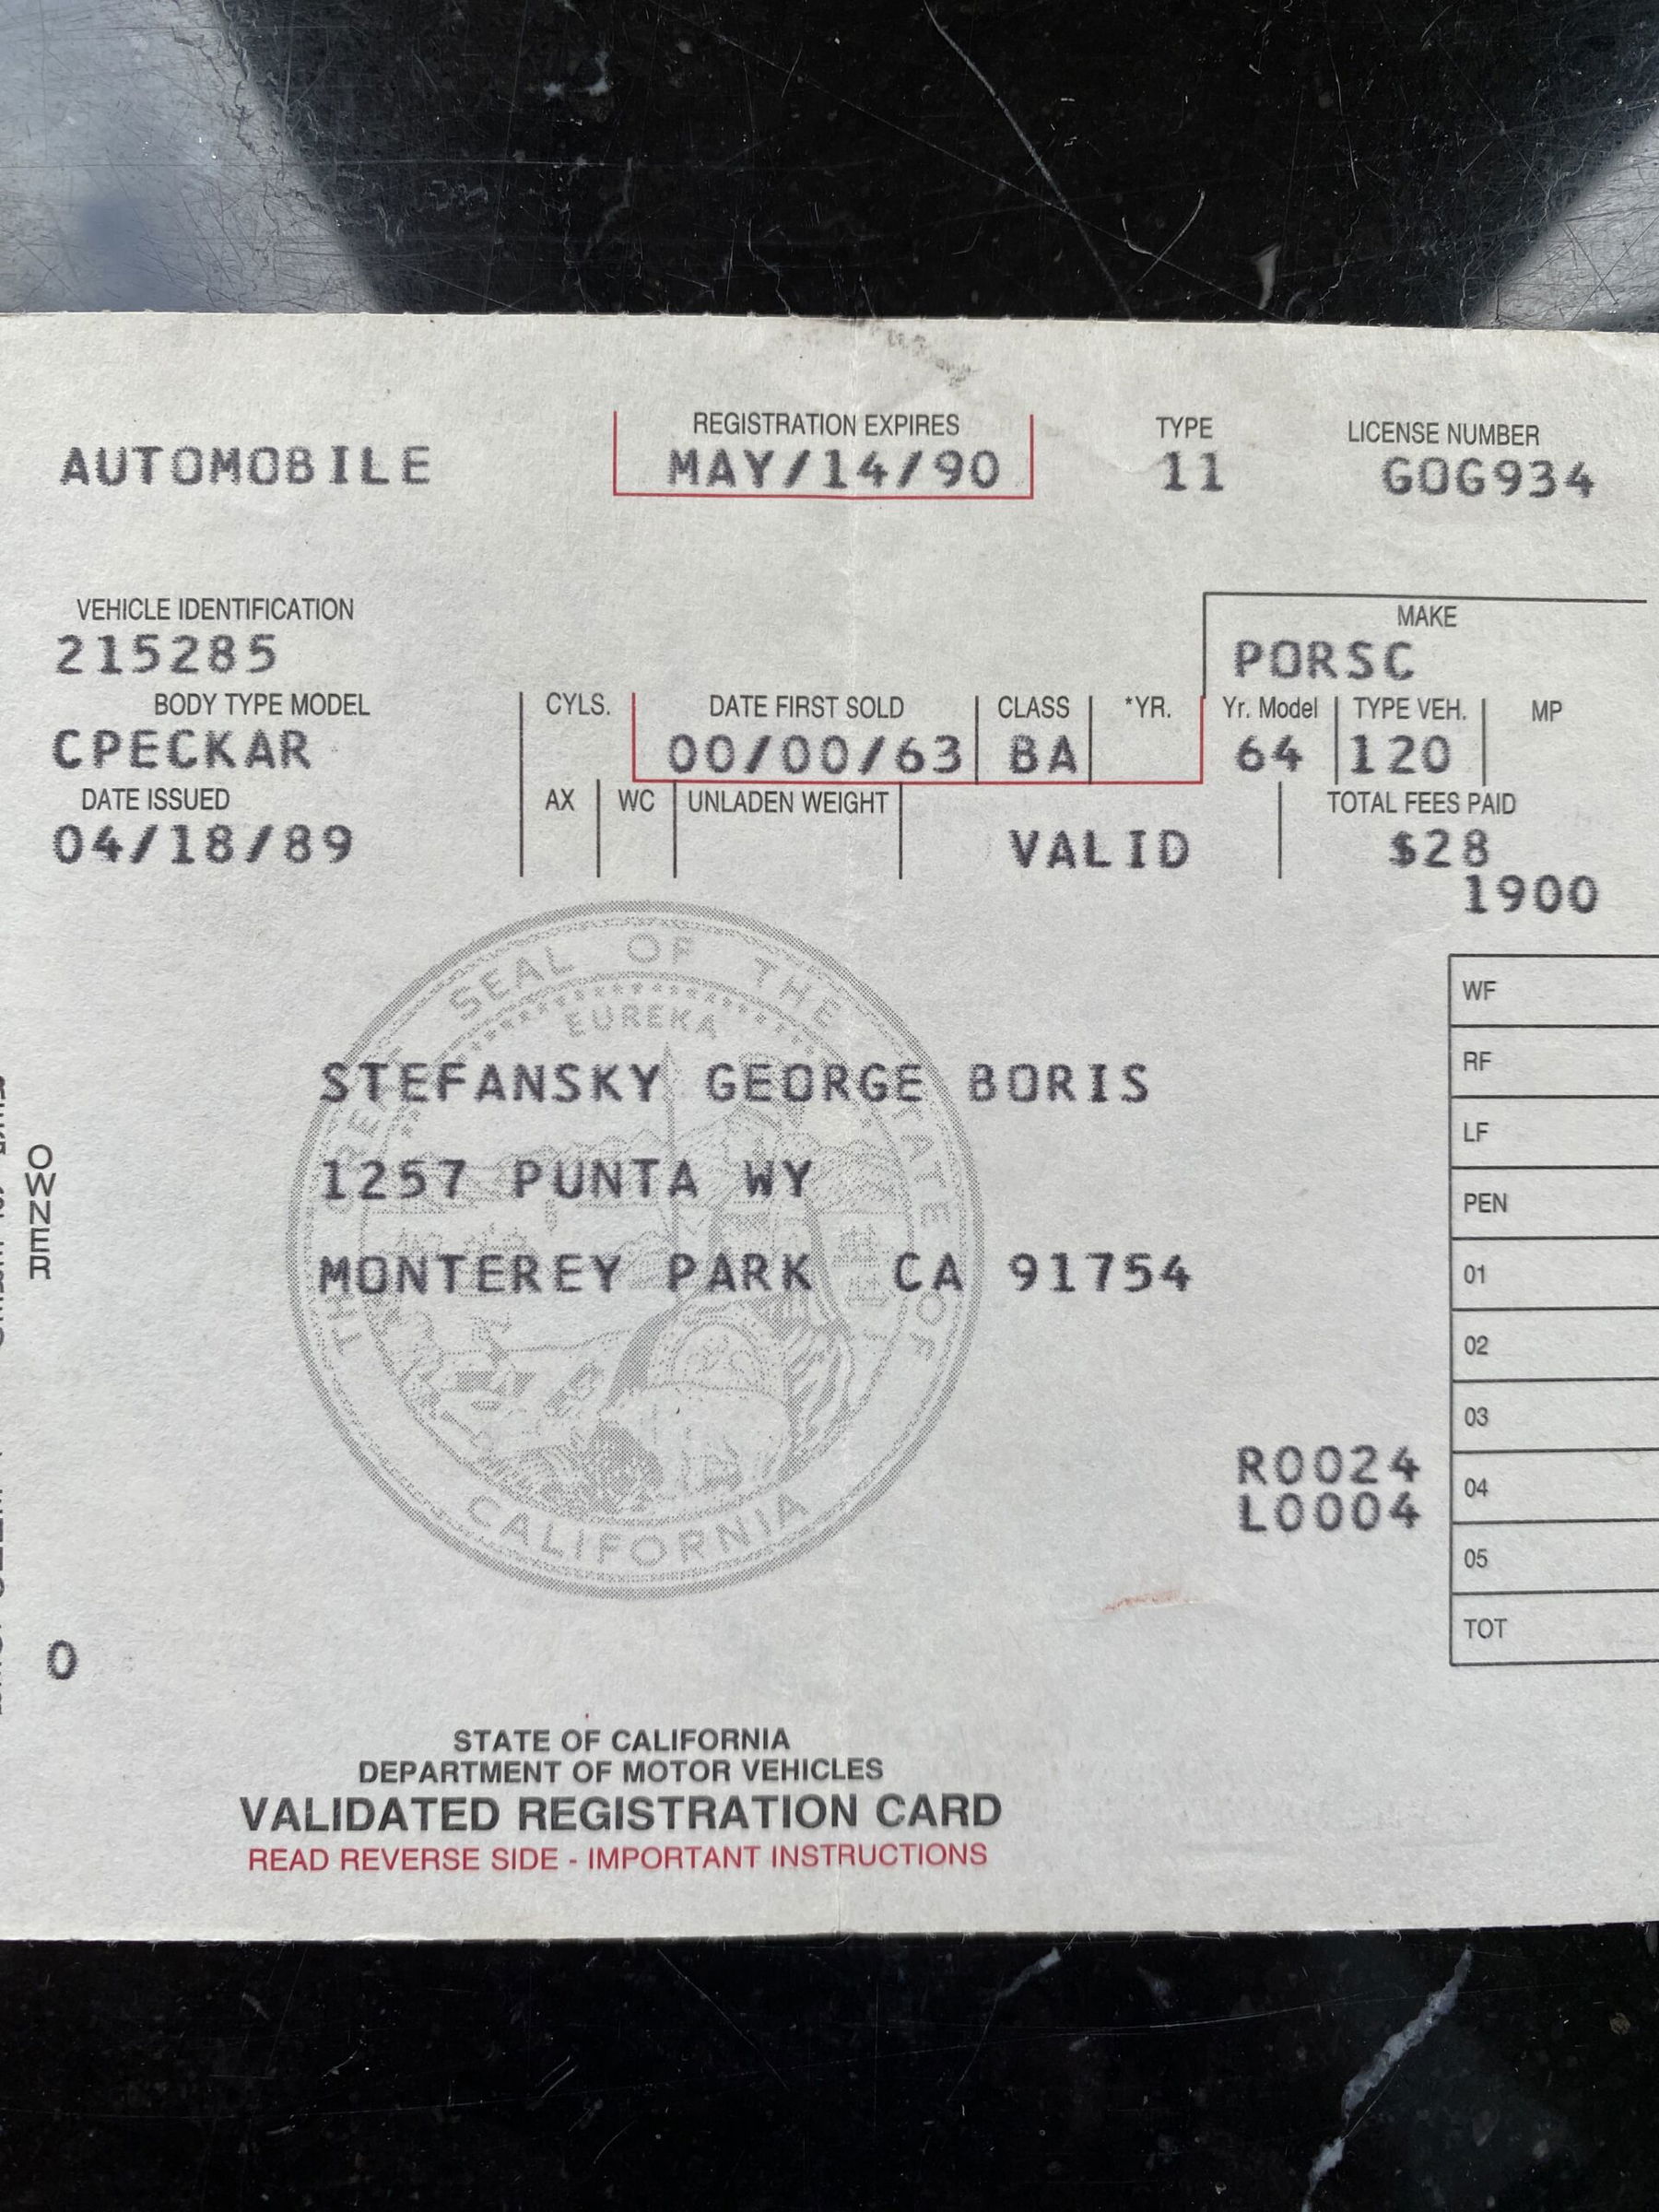 REGISTRATION EXPIRES TYPE LICENSE NUMBER
AUTOMOBILE MAY/14/90 11 GOG934
VEHICLE IDENTIFICATION MAKE
215285 PORSC
BODY TYPE MODEL CYLS. DATE FIRST SOLD CLASS *YR. Yr. Model TYPE VEH. MP
CPECKAR 00/00/63 BA 64 120
DATE ISSUED AX WC UNLADEN WEIGHT TOTAL FEES PAID
04/18/89 VALID $28
1900
SEAL OF THE
EUREKA
WF
STEFANSKY GEORGE BORIS
RF
LF
OWNER
1257 PUNTA WY
PEN
MONTEREY PARK CA 91754
01
02
03
R0024
04
L0004
CALIFORNIA
05
TOT
0
STATE OF CALIFORNIA
DEPARTMENT OF MOTOR VEHICLES
VALIDATED REGISTRATION CARD
READ REVERSE SIDE - IMPORTANT INSTRUCTIONS